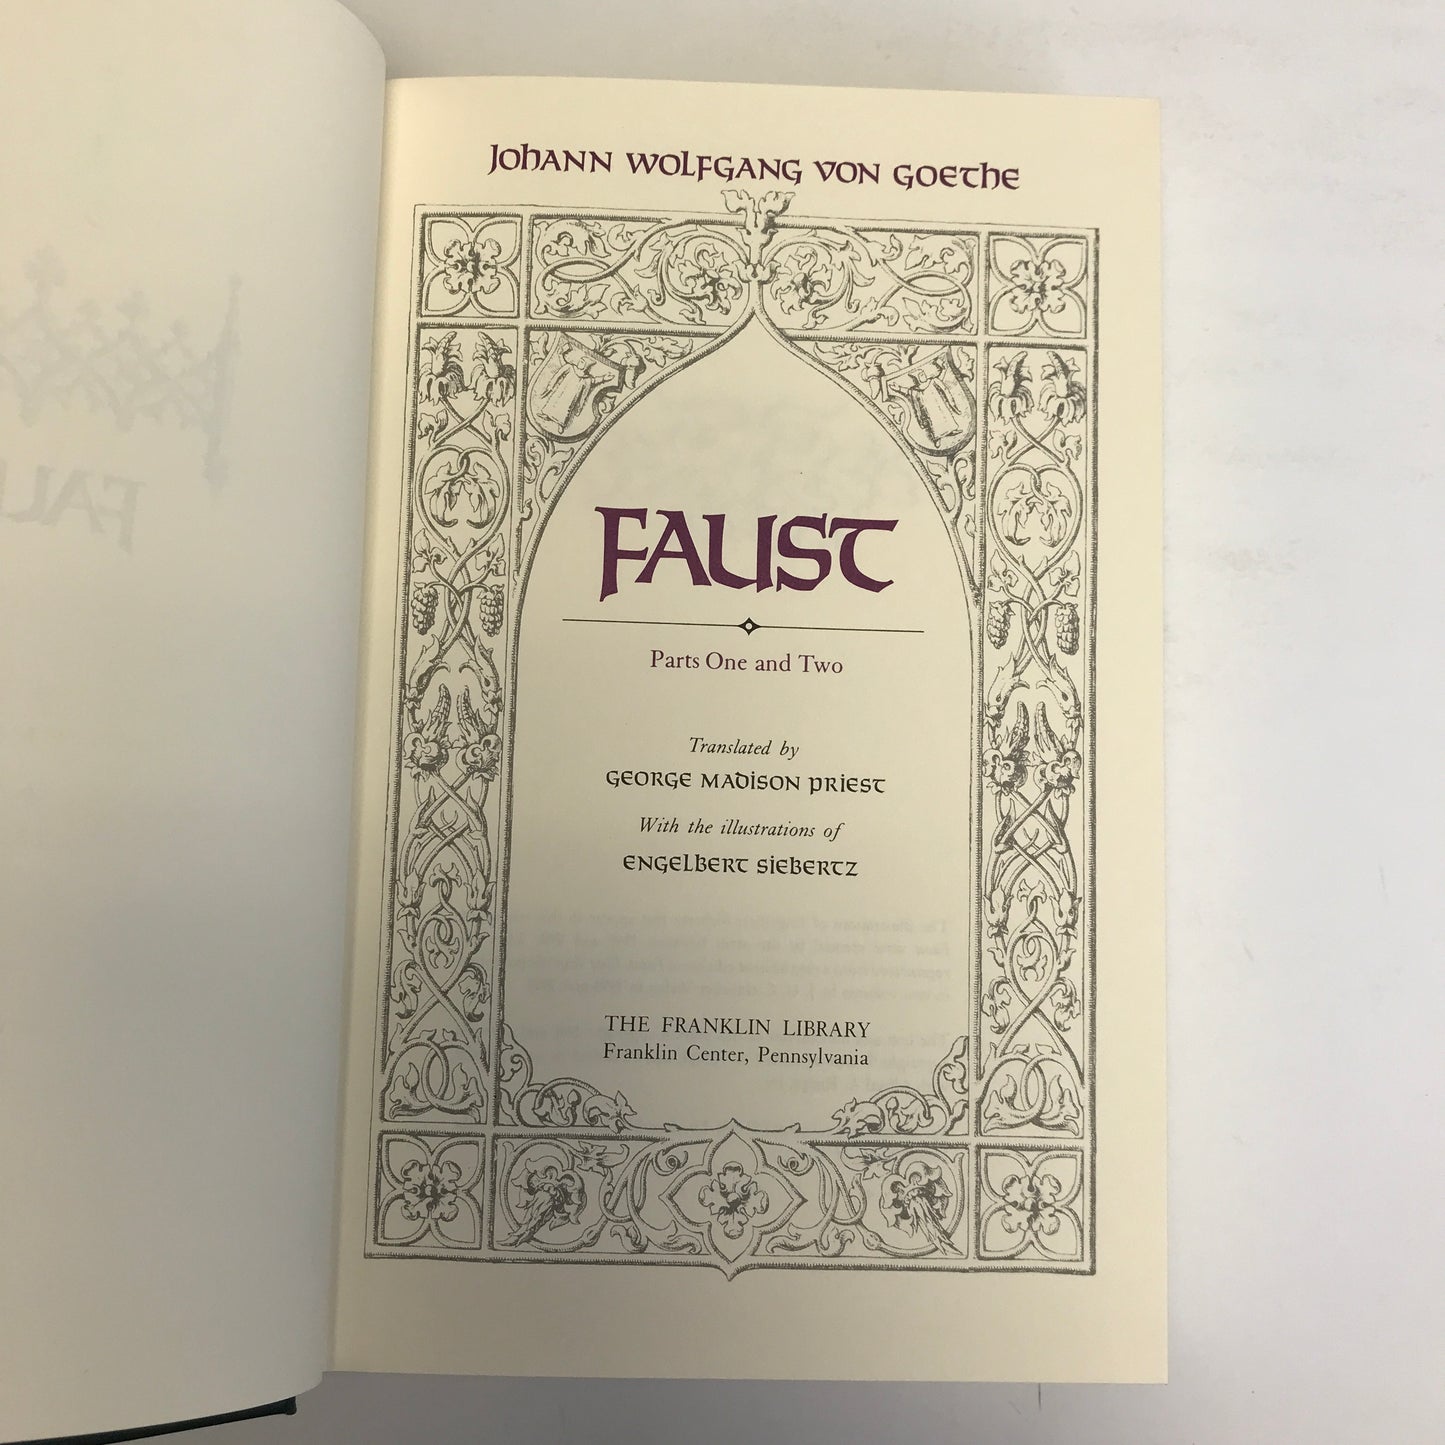 Johann Wolfgang von Goethe
FAUST
Parts One and Two
Translated by
George Madison Priest
With the illustrations of
Engelbert Siebertz
THE FRANKLIN LIBRARY
Franklin Center, Pennsylvania